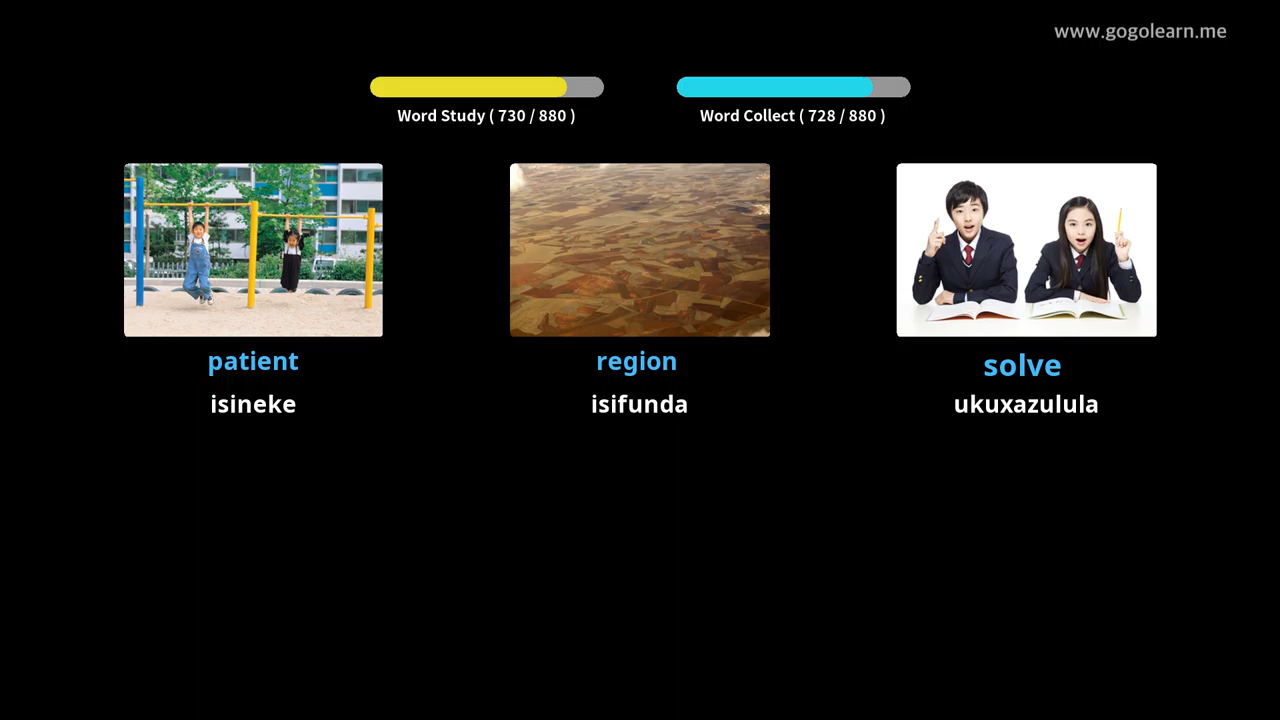 www.gogolearn.me
Word Study ( 730 / 880 )
Word Collect ( 728 / 880 )
patient
isineke
region
isifunda
solve
ukuxazulula